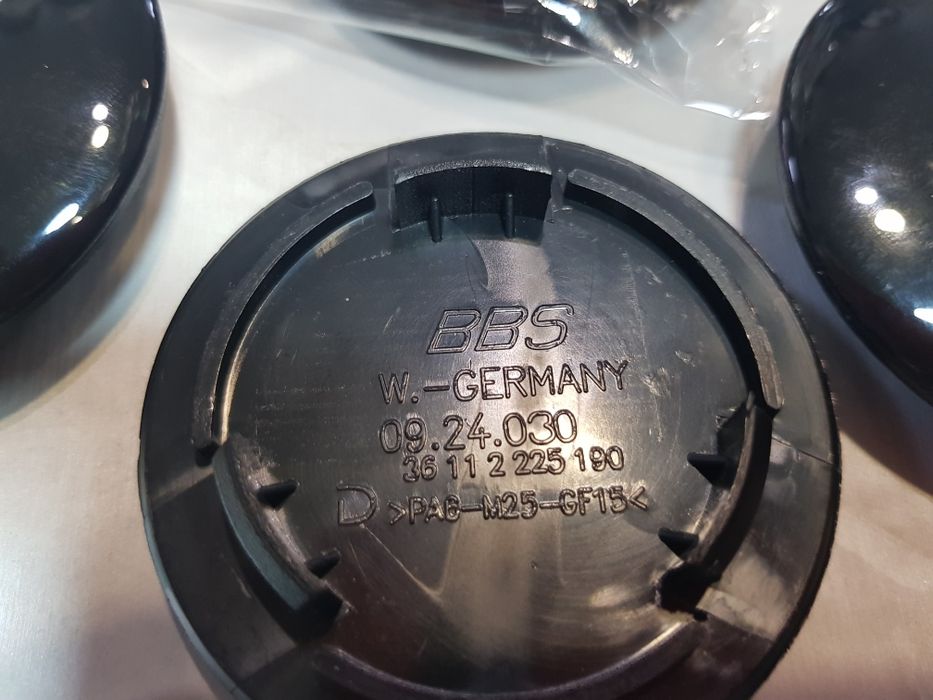 BBS
W.-GERMANY
09.24.030
36 11 2 225 190
D >PA6-M25-GF15<